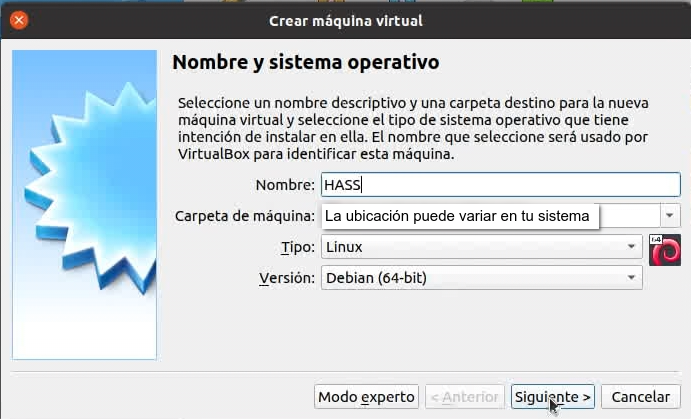 Crear máquina virtual
Nombre y sistema operativo
Seleccione un nombre descriptivo y una carpeta destino para la nueva
máquina virtual y seleccione el tipo de sistema operativo que tiene
intención de instalar en ella. El nombre que seleccione será usado por
VirtualBox para identificar esta máquina.
Nombre: HASS
Carpeta de máquina: La ubicación puede variar en tu sistema
Tipo: Linux
64
Versión: Debian (64-bit)
Modo experto < Anterior Siguiente > Cancelar